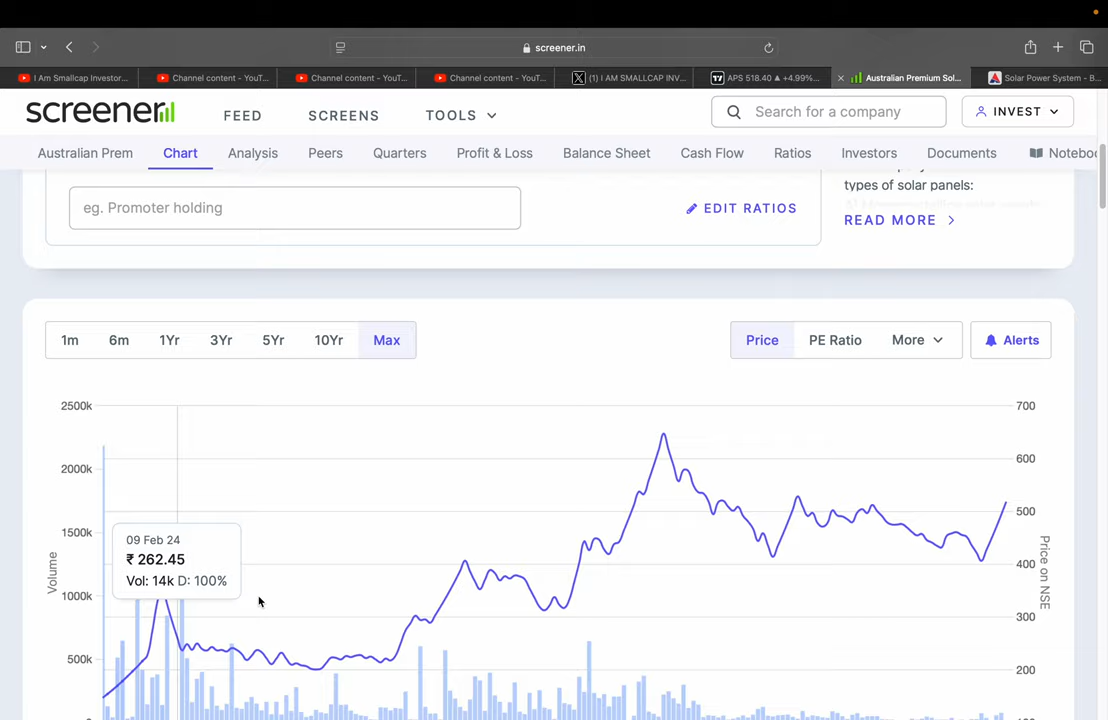 screener.in
I Am Smallcap Investor...
Channel content - YouT...
Channel content - YouT...
Channel content - YouT...
(1) I AM SMALLCAP INV...
APS 518.40 ▲ +4.99%...
Australian Premium Sol...
Solar Power System - B...
screener
FEED
SCREENS
TOOLS
Search for a company
INVEST
Australian Prem
Chart
Analysis
Peers
Quarters
Profit & Loss
Balance Sheet
Cash Flow
Ratios
Investors
Documents
Noteboo
types of solar panels:
eg. Promoter holding
EDIT RATIOS
READ MORE
1m
6m
1Yr
3Yr
5Yr
10Yr
Max
Price
PE Ratio
More
Alerts
2500k
2000k
1500k
1000k
500k
Volume
09 Feb 24
₹ 262.45
Vol: 14k D: 100%
700
600
500
400
300
200
Price on NSE